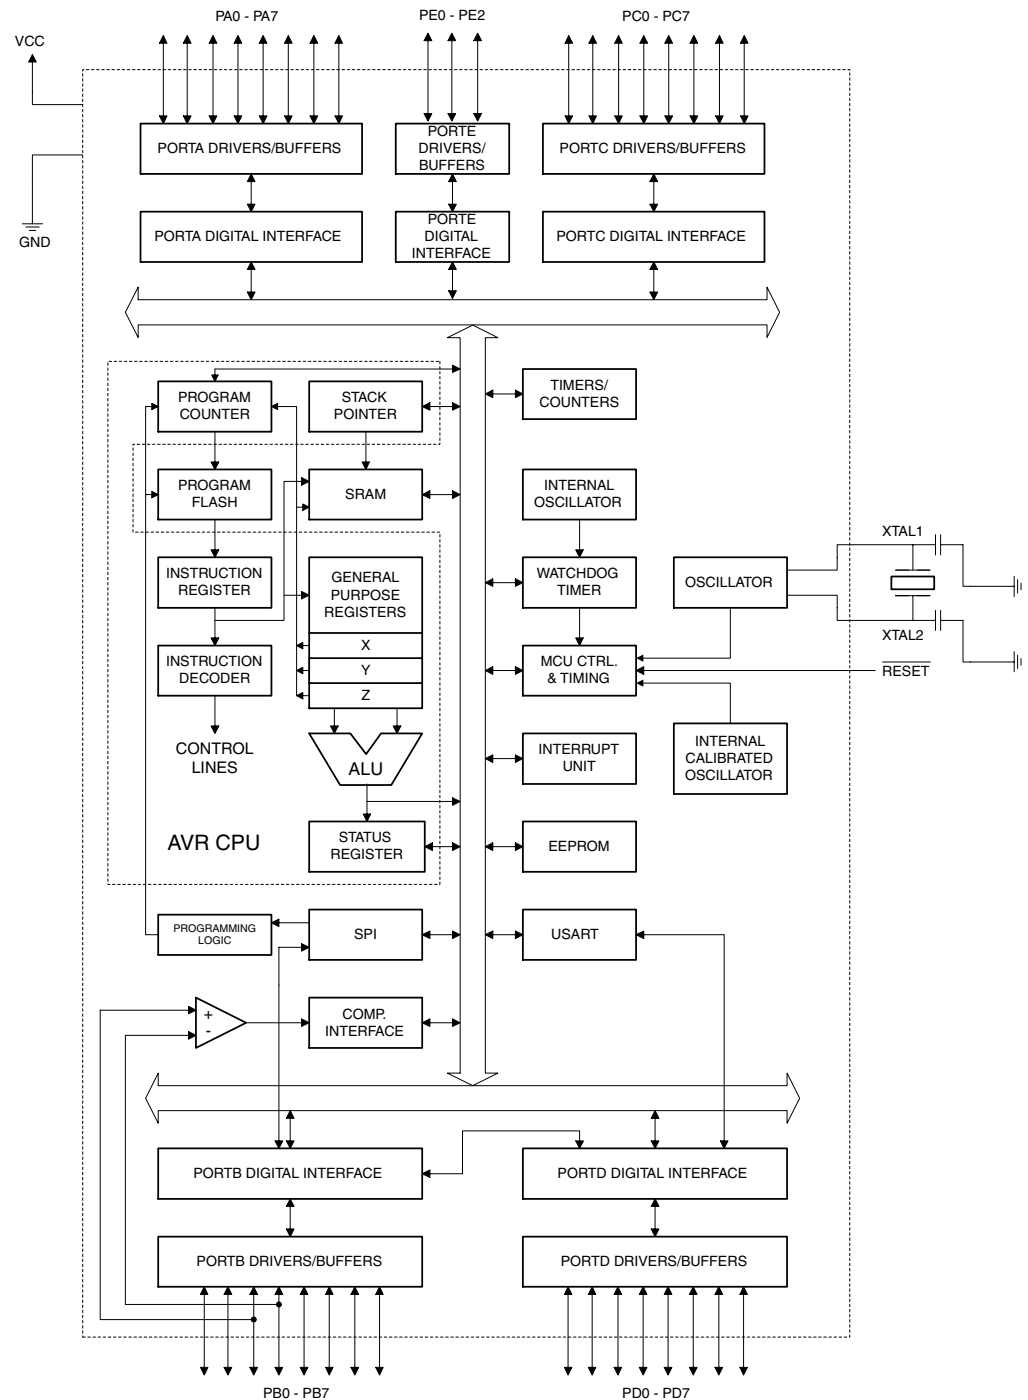 PA0 - PA7
PE0 - PE2
PC0 - PC7
VCC
PORTA DRIVERS/BUFFERS
PORTE
DRIVERS/
BUFFERS
PORTC DRIVERS/BUFFERS
GND
PORTA DIGITAL INTERFACE
PORTE
DIGITAL
INTERFACE
PORTC DIGITAL INTERFACE
PROGRAM
COUNTER
STACK
POINTER
TIMERS/
COUNTERS
PROGRAM
FLASH
SRAM
INTERNAL
OSCILLATOR
XTAL1
INSTRUCTION
REGISTER
GENERAL
PURPOSE
REGISTERS
WATCHDOG
TIMER
OSCILLATOR
XTAL2
X
Y
Z
INSTRUCTION
DECODER
MCU CTRL.
& TIMING
RESET
CONTROL
LINES
ALU
INTERRUPT
UNIT
INTERNAL
CALIBRATED
OSCILLATOR
AVR CPU
STATUS
REGISTER
EEPROM
PROGRAMMING
LOGIC
SPI
USART
+
-
COMP.
INTERFACE
PORTB DIGITAL INTERFACE
PORTD DIGITAL INTERFACE
PORTB DRIVERS/BUFFERS
PORTD DRIVERS/BUFFERS
PB0 - PB7
PD0 - PD7